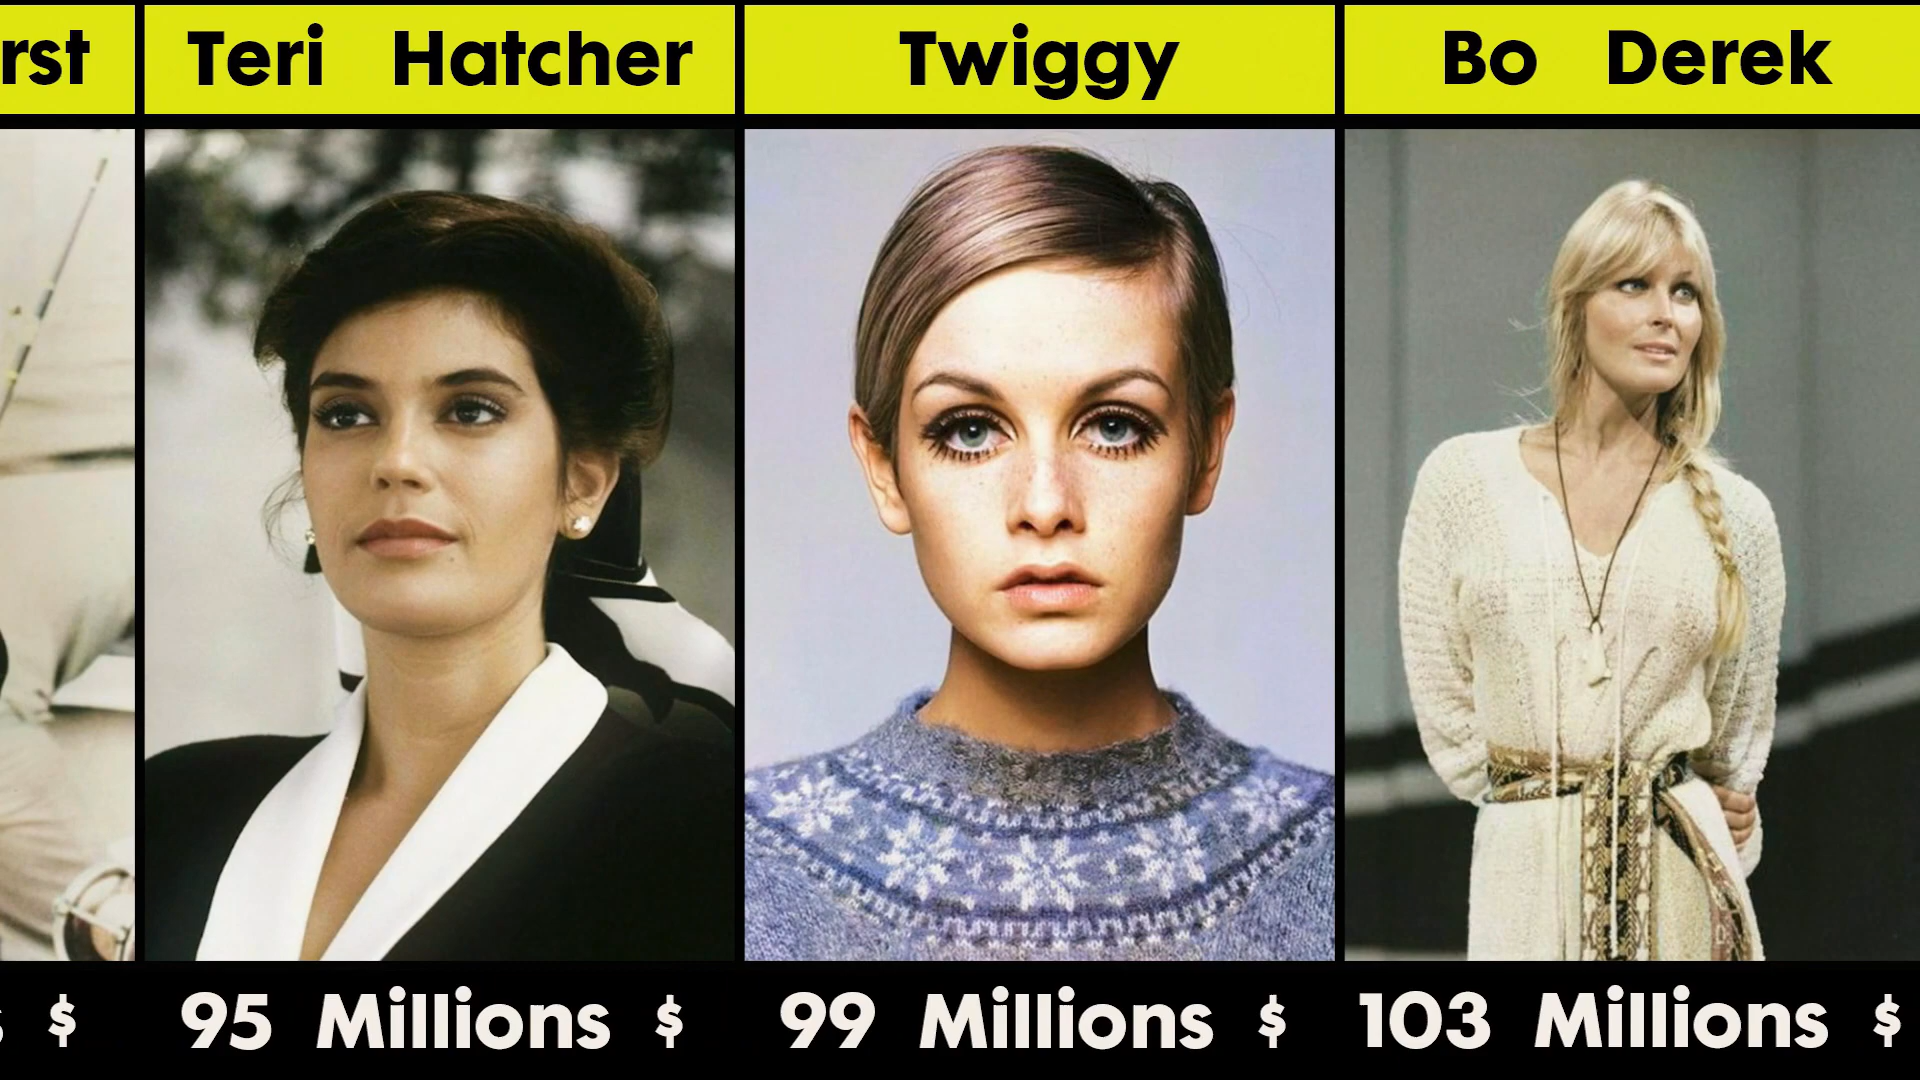 rst
Teri Hatcher
Twiggy
Bo Derek
$
95 Millions $
99 Millions $
103 Millions $